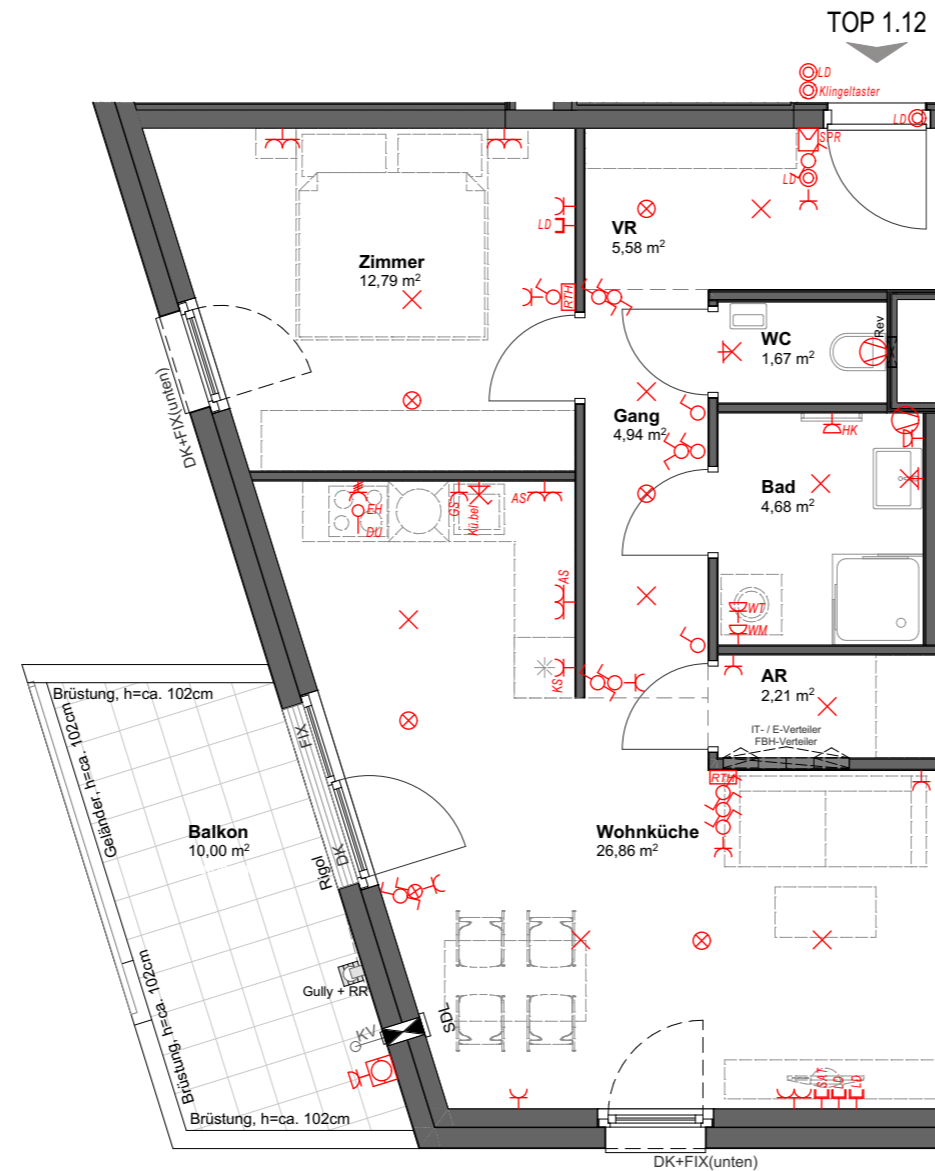 TOP 1.12
LD
Klingeltaster
LD
SPR
LD
VR
5,58 m²
LD
Zimmer
12,79 m²
RTH
WC
1,67 m²
Rev
DK+FIX(unten)
Gang
4,94 m²
HK
Bad
4,68 m²
EH
DU
GS
Kü.bel
AS
AS
WT
WM
KS
AR
2,21 m²
IT- / E-Verteiler
FBH-Verteiler
Brüstung, h=ca. 102cm
Geländer, h=ca. 102cm
FIX
RTH
Balkon
10,00 m²
Wohnküche
26,86 m²
DK
Rigol
Gully + RR
SDL
KV
Brüstung, h=ca. 102cm
SAT
LD
LD
Brüstung, h=ca. 102cm
DK+FIX(unten)